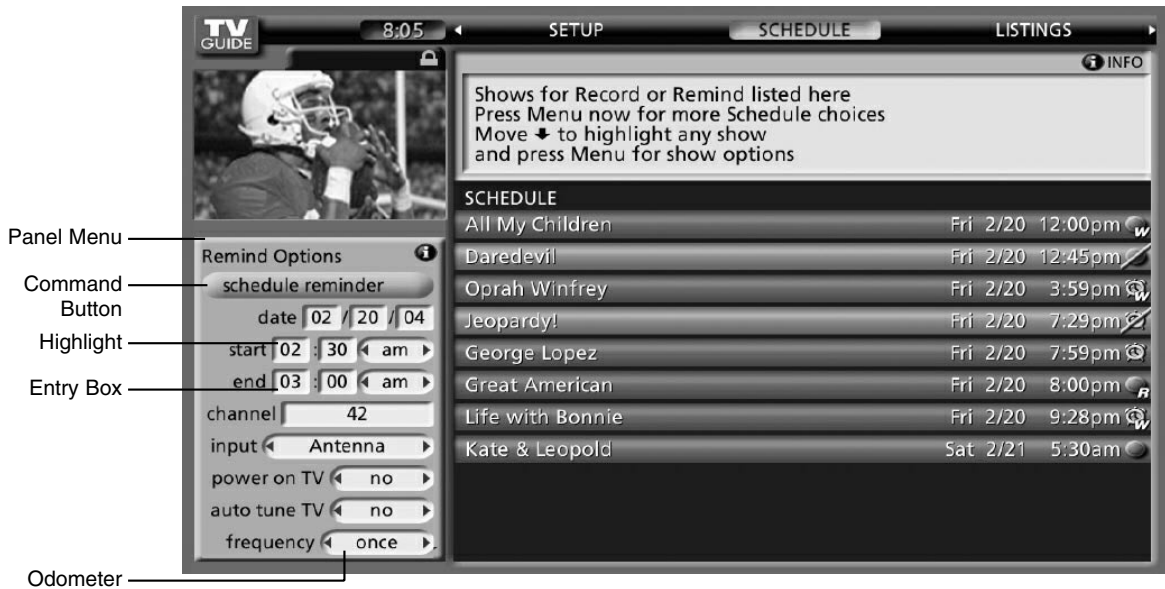 TV
GUIDE
8:05
SETUP
SCHEDULE
LISTINGS
INFO
Shows for Record or Remind listed here
Press Menu now for more Schedule choices
Move to highlight any show
and press Menu for show options
SCHEDULE
All My Children Fri 2/20 12:00pm W
Daredevil Fri 2/20 12:45pm
Oprah Winfrey Fri 2/20 3:59pm W
Jeopardy! Fri 2/20 7:29pm
George Lopez Fri 2/20 7:59pm
Great American Fri 2/20 8:00pm R
Life with Bonnie Fri 2/20 9:28pm W
Kate & Leopold Sat 2/21 5:30am
Panel Menu
Command
Button
Highlight
Entry Box
Odometer
Remind Options
schedule reminder
date 02 / 20 / 04
start 02 : 30 am
end 03 : 00 am
channel 42
input Antenna
power on TV no
auto tune TV no
frequency once